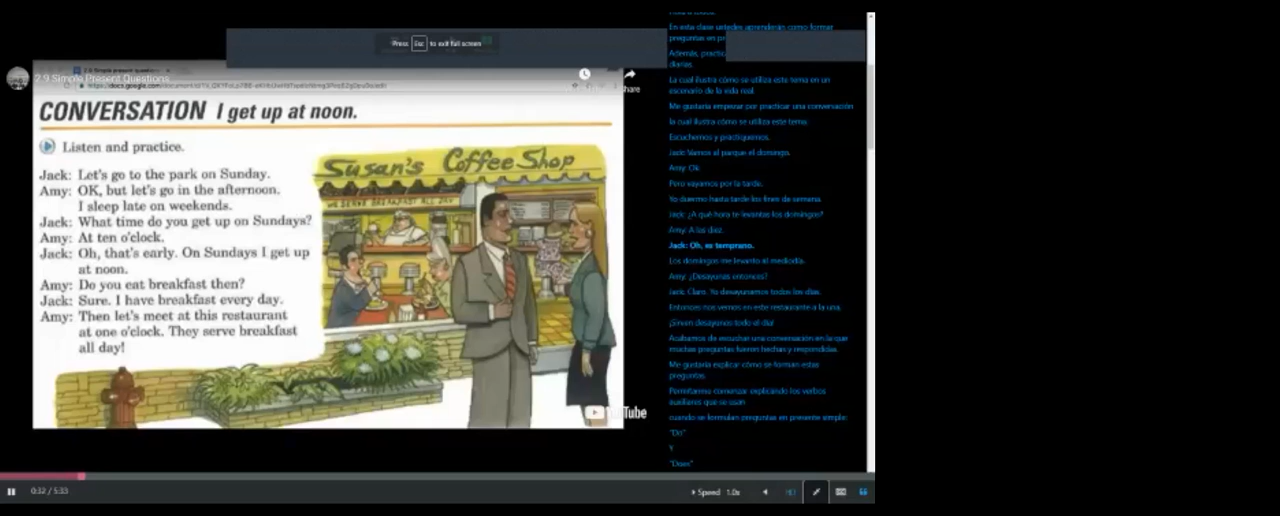 Press Esc to exit full screen
2.9 Simple Present Questions
CONVERSATION I get up at noon.
Listen and practice.
Jack: Let's go to the park on Sunday.
Amy: OK, but let's go in the afternoon.
I sleep late on weekends.
Jack: What time do you get up on Sundays?
Amy: At ten o'clock.
Jack: Oh, that's early. On Sundays I get up
at noon.
Amy: Do you eat breakfast then?
Jack: Sure. I have breakfast every day.
Amy: Then let's meet at this restaurant
at one o'clock. They serve breakfast
all day!
Susan's Coffee Shop
WE SERVE BREAKFAST ALL DAY
YouTube
0:32 / 5:33
Speed 1.0x
En esta clase ustedes aprenderán como formar
preguntas en
Además,
diarias.
La cual ilustra cómo se utiliza este tema en un
escenario de la vida real.
Me gustaría empezar por practicar una conversación
la cual ilustra cómo se utiliza este tema.
Escuchemos y practiquemos.
Jack: Vamos al parque el domingo.
Amy: Ok
Pero vayamos por la tarde.
Yo duermo hasta tarde los fines de semana.
Jack: ¿A qué hora te levantas los domingos?
Amy: A las diez.
Jack: Oh, es temprano.
Los domingos me levanto al mediodía.
Amy: ¿Desayunas entonces?
Jack: Claro. Yo desayunamos todos los días.
Entonces nos vemos en este restaurante a la una.
¡Sirven desayunos todo el día!
Acabamos de escuchar una conversación en la que
muchas preguntas fueron hechas y respondidas.
Me gustaría explicar cómo se forman estas
preguntas.
Permítanme comenzar explicando los verbos
auxiliares que se usan
cuando se formulan preguntas en presente simple:
"Do"
Y
"Does"